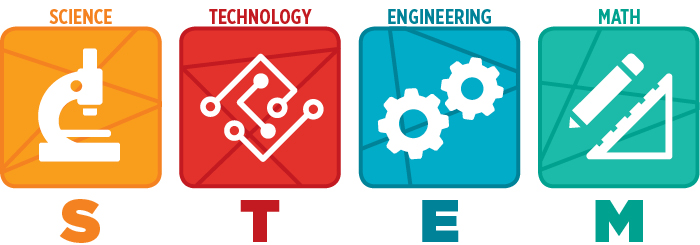 SCIENCE TECHNOLOGY ENGINEERING MATH
S T E M